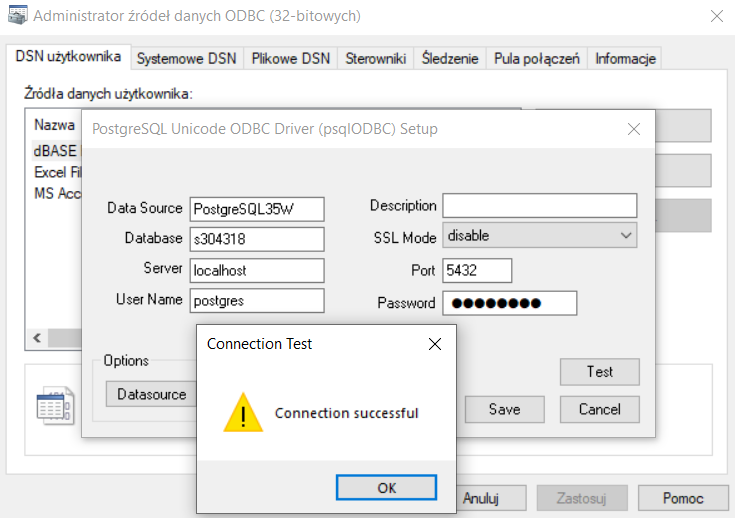 Administrator źródeł danych ODBC (32-bitowych)
DSN użytkownika Systemowe DSN Plikowe DSN Sterowniki Śledzenie Pula połączeń Informacje
Źródła danych użytkownika:
Nazwa
dBASE
Excel Fil
MS Acc
PostgreSQL Unicode ODBC Driver (psqlODBC) Setup
Data Source PostgreSQL35W Description
Database s304318 SSL Mode disable
Server localhost Port 5432
User Name postgres Password ●●●●●●●●
Options
Datasource
Test
Save Cancel
Connection Test
Connection successful
OK
Anuluj Zastosuj Pomoc